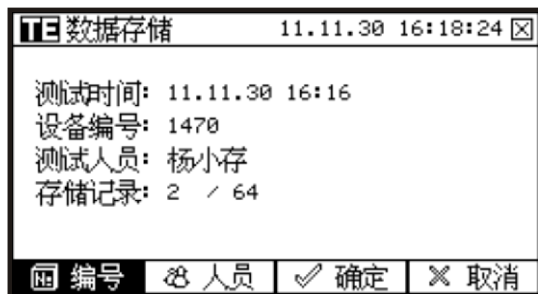 TE 数据存储 11.11.30 16:18:24
测试时间: 11.11.30 16:16
设备编号: 1470
测试人员: 杨小存
存储记录: 2 / 64
No 编号 人员 确定 取消